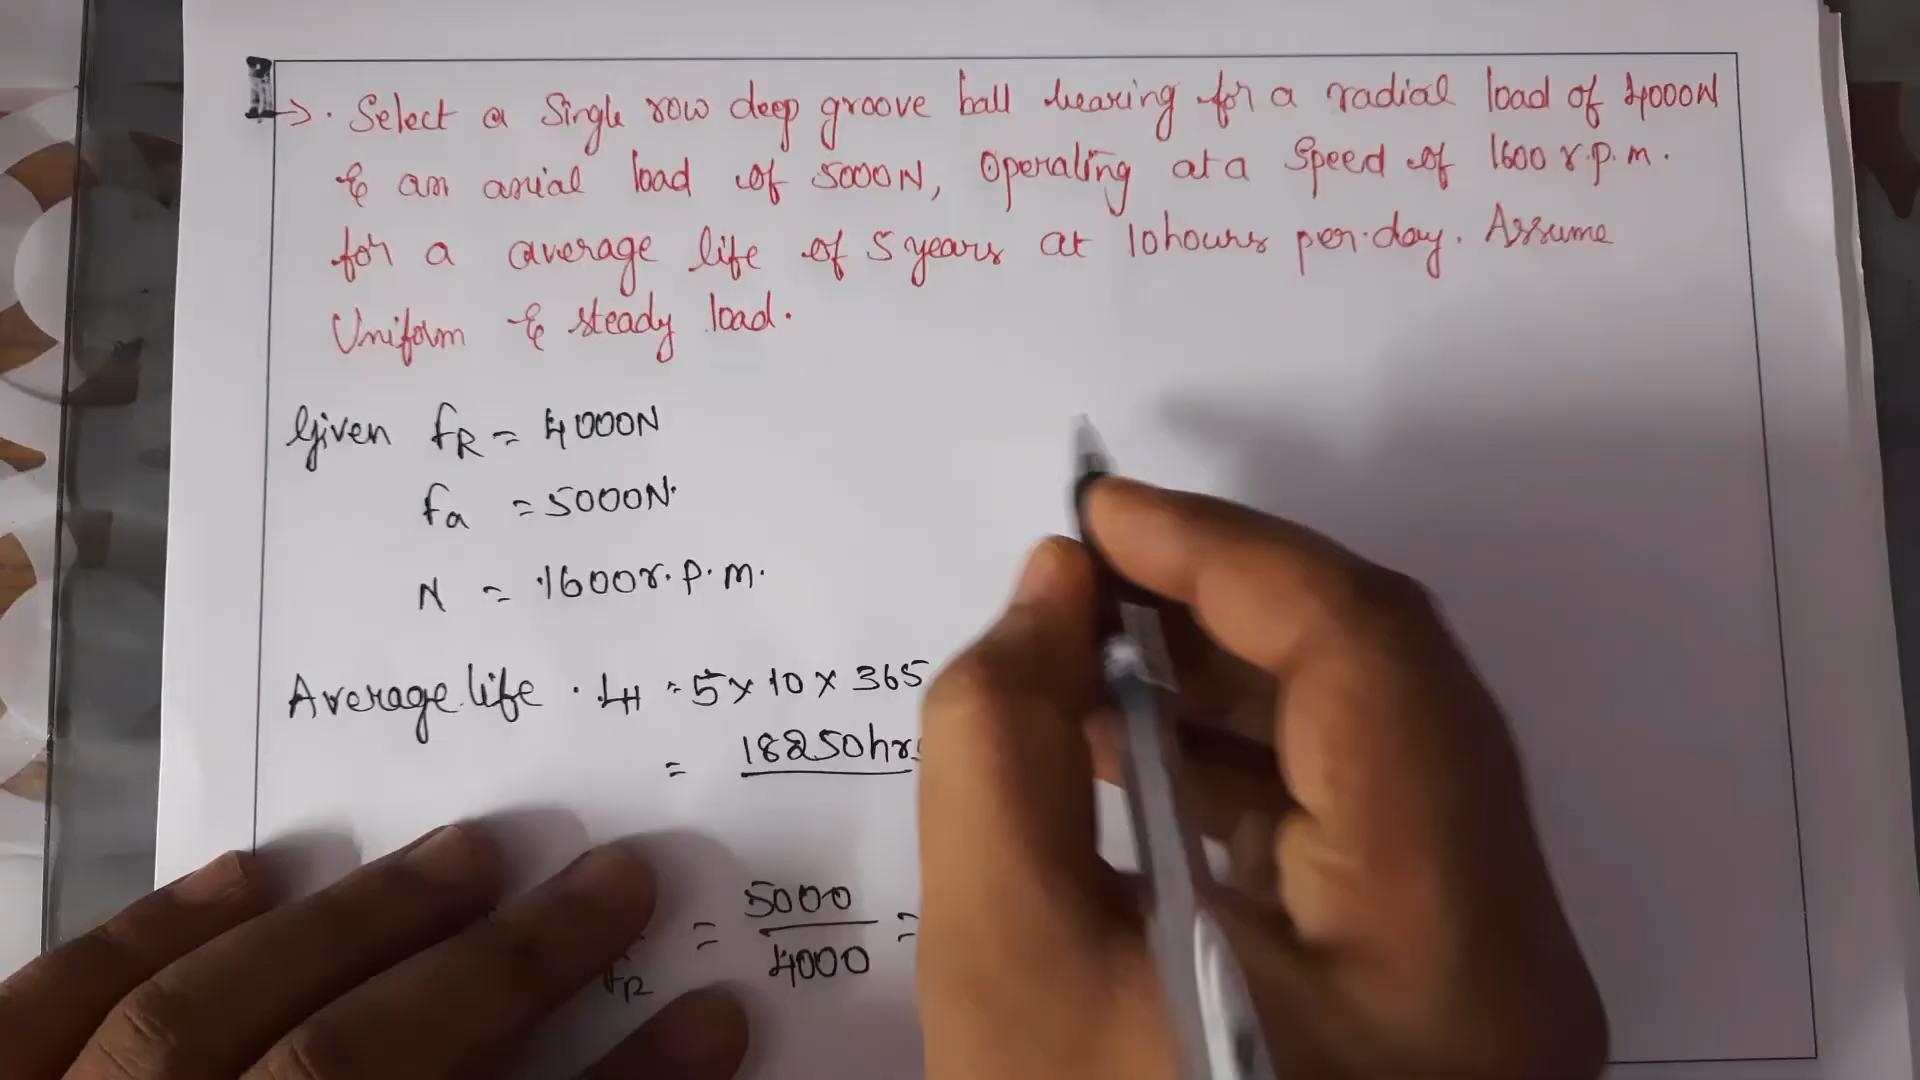 →. Select a Single row deep groove ball bearing for a radial load of 4000N
& an axial load of 5000N, Operating at a Speed of 1600 r.p.m.
for a average life of 5 years at 10 hours per day. Assume
Uniform & steady load.
Given fR = 4000N
fa = 5000N.
N = 1600 r.p.m.
Average life. LH = 5 x 10 x 365
= 18250hrs
fR = 5000/4000 =